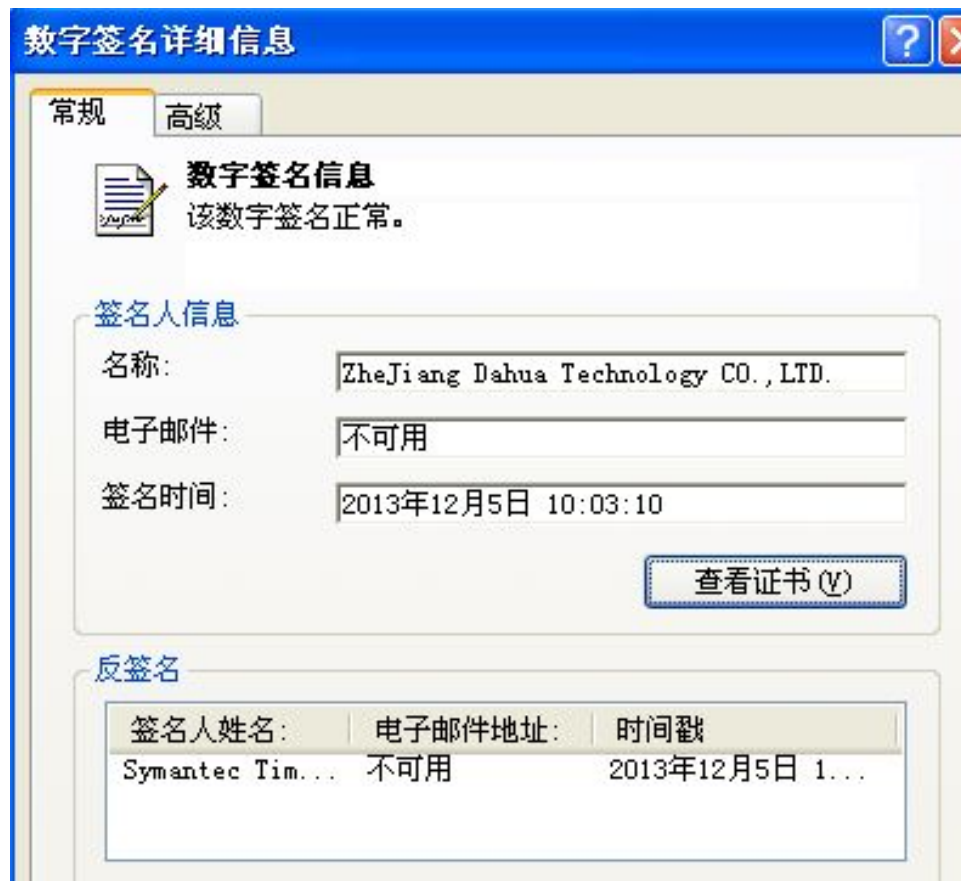 数字签名详细信息
常规 高级
数字签名信息
该数字签名正常。
签名人信息
名称: ZheJiang Dahua Technology CO.,LTD.
电子邮件: 不可用
签名时间: 2013年12月5日 10:03:10
查看证书(V)
反签名
签名人姓名: 电子邮件地址: 时间戳
Symantec Tim... 不可用 2013年12月5日 1...